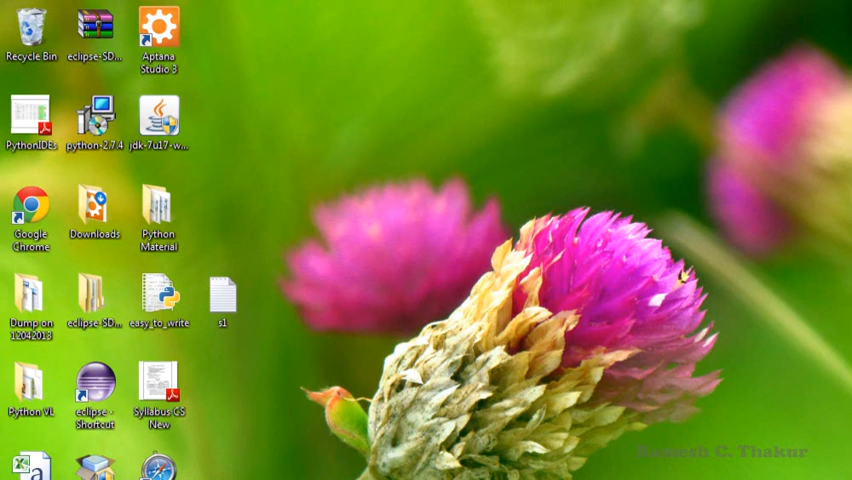 Recycle Bin
eclipse-SD...
Aptana
Studio 3
PythonIDEs
python-2.7.4
jdk-7u17-w...
Google
Chrome
Downloads
Python
Material
Dump on
12042013
eclipse-SD...
easy_to_write
s1
Python VL
eclipse -
Shortcut
Syllabus CS
New
C. Thakur